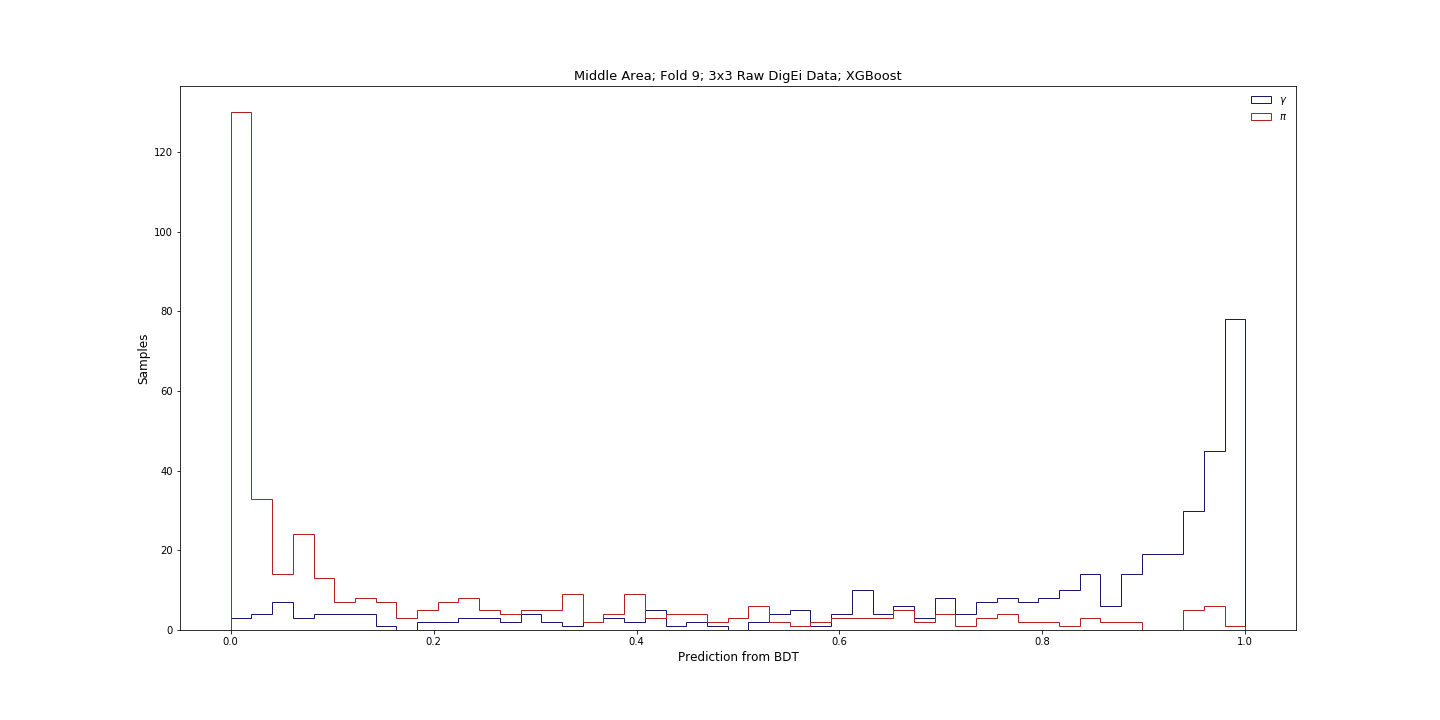 Middle Area; Fold 9; 3x3 Raw DigEi Data; XGBoost
γ
π
120
100
80
60
40
20
0
Samples
0.0 0.2 0.4 0.6 0.8 1.0
Prediction from BDT